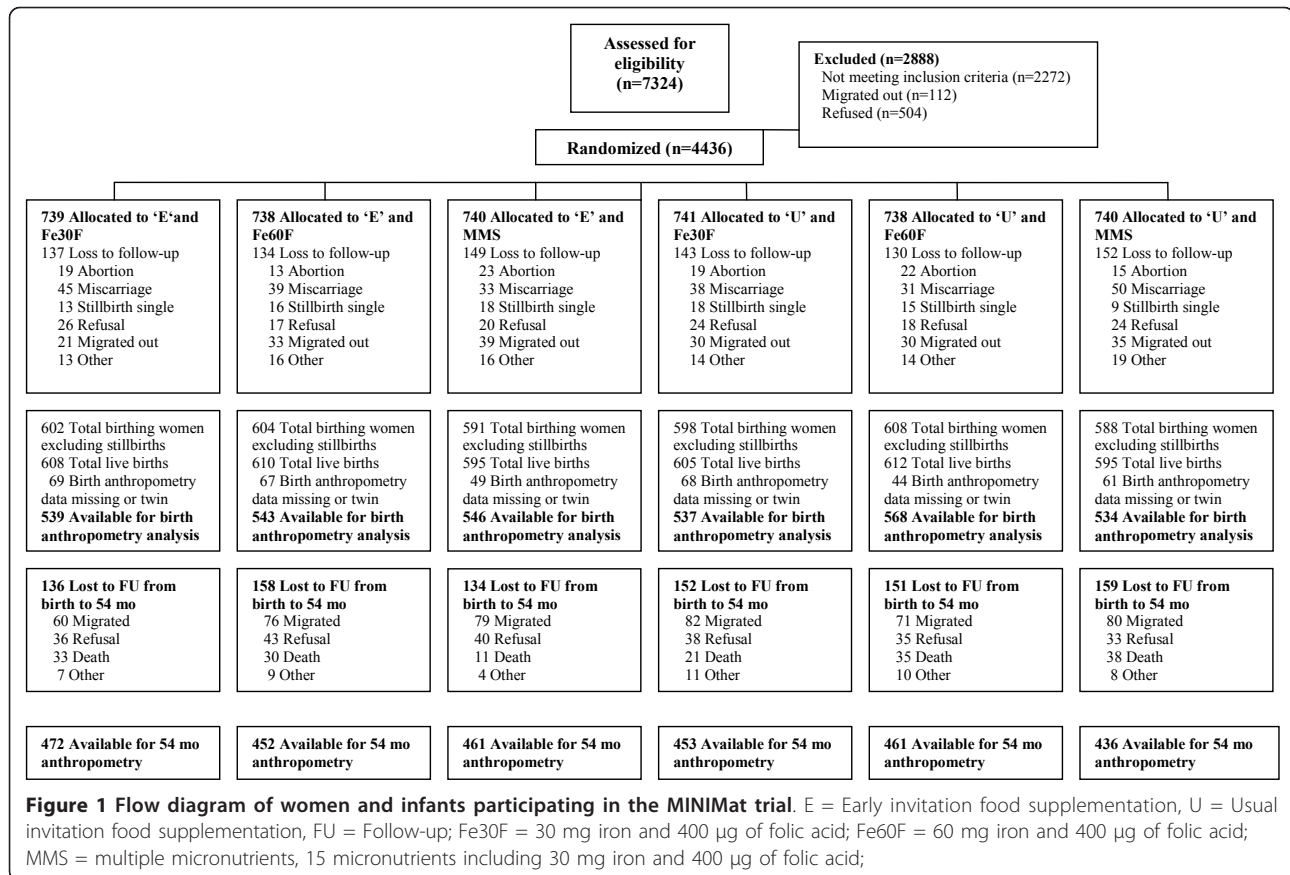 Assessed for
eligibility
(n=7324)
Excluded (n=2888)
Not meeting inclusion criteria (n=2272)
Migrated out (n=112)
Refused (n=504)
Randomized (n=4436)
739 Allocated to ‘E‘and
Fe30F
137 Loss to follow-up
19 Abortion
45 Miscarriage
13 Stillbirth single
26 Refusal
21 Migrated out
13 Other
738 Allocated to ‘E’ and
Fe60F
134 Loss to follow-up
13 Abortion
39 Miscarriage
16 Stillbirth single
17 Refusal
33 Migrated out
16 Other
740 Allocated to ‘E’ and
MMS
149 Loss to follow-up
23 Abortion
33 Miscarriage
18 Stillbirth single
20 Refusal
39 Migrated out
16 Other
741 Allocated to ‘U’ and
Fe30F
143 Loss to follow-up
19 Abortion
38 Miscarriage
18 Stillbirth single
24 Refusal
30 Migrated out
14 Other
738 Allocated to ‘U’ and
Fe60F
130 Loss to follow-up
22 Abortion
31 Miscarriage
15 Stillbirth single
18 Refusal
30 Migrated out
14 Other
740 Allocated to ‘U’ and
MMS
152 Loss to follow-up
15 Abortion
50 Miscarriage
9 Stillbirth single
24 Refusal
35 Migrated out
19 Other
602 Total birthing women
excluding stillbirths
608 Total live births
69 Birth anthropometry
data missing or twin
539 Available for birth
anthropometry analysis
604 Total birthing women
excluding stillbirths
610 Total live births
67 Birth anthropometry
data missing or twin
543 Available for birth
anthropometry analysis
591 Total birthing women
excluding stillbirths
595 Total live births
49 Birth anthropometry
data missing or twin
546 Available for birth
anthropometry analysis
598 Total birthing women
excluding stillbirths
605 Total live births
68 Birth anthropometry
data missing or twin
537 Available for birth
anthropometry analysis
608 Total birthing women
excluding stillbirths
612 Total live births
44 Birth anthropometry
data missing or twin
568 Available for birth
anthropometry analysis
588 Total birthing women
excluding stillbirths
595 Total live births
61 Birth anthropometry
data missing or twin
534 Available for birth
anthropometry analysis
136 Lost to FU from
birth to 54 mo
60 Migrated
36 Refusal
33 Death
7 Other
158 Lost to FU from
birth to 54 mo
76 Migrated
43 Refusal
30 Death
9 Other
134 Lost to FU from
birth to 54 mo
79 Migrated
40 Refusal
11 Death
4 Other
152 Lost to FU from
birth to 54 mo
82 Migrated
38 Refusal
21 Death
11 Other
151 Lost to FU from
birth to 54 mo
71 Migrated
35 Refusal
35 Death
10 Other
159 Lost to FU from
birth to 54 mo
80 Migrated
33 Refusal
38 Death
8 Other
472 Available for 54 mo
anthropometry
452 Available for 54 mo
anthropometry
461 Available for 54 mo
anthropometry
453 Available for 54 mo
anthropometry
461 Available for 54 mo
anthropometry
436 Available for 54 mo
anthropometry
Figure 1 Flow diagram of women and infants participating in the MINIMat trial. E = Early invitation food supplementation, U = Usual
invitation food supplementation, FU = Follow-up; Fe30F = 30 mg iron and 400 μg of folic acid; Fe60F = 60 mg iron and 400 μg of folic acid;
MMS = multiple micronutrients, 15 micronutrients including 30 mg iron and 400 μg of folic acid;